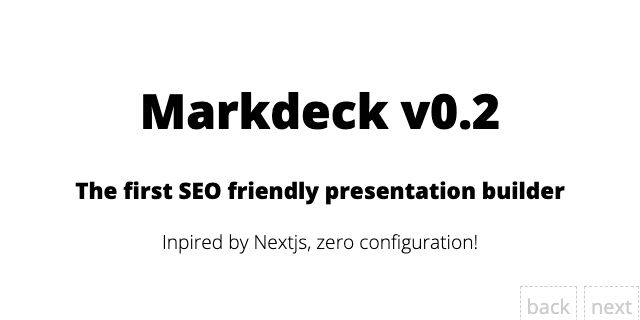 Markdeck v0.2
The first SEO friendly presentation builder
Inpired by Nextjs, zero configuration!
back next